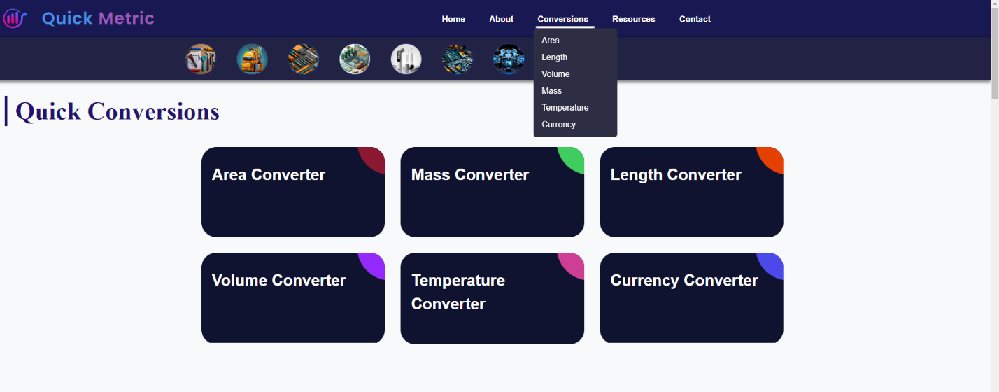 Quick Metric
Home About Conversions Resources Contact
Area
Length
Volume
Mass
Temperature
Currency
Quick Conversions
Area Converter
Mass Converter
Length Converter
Volume Converter
Temperature
Converter
Currency Converter